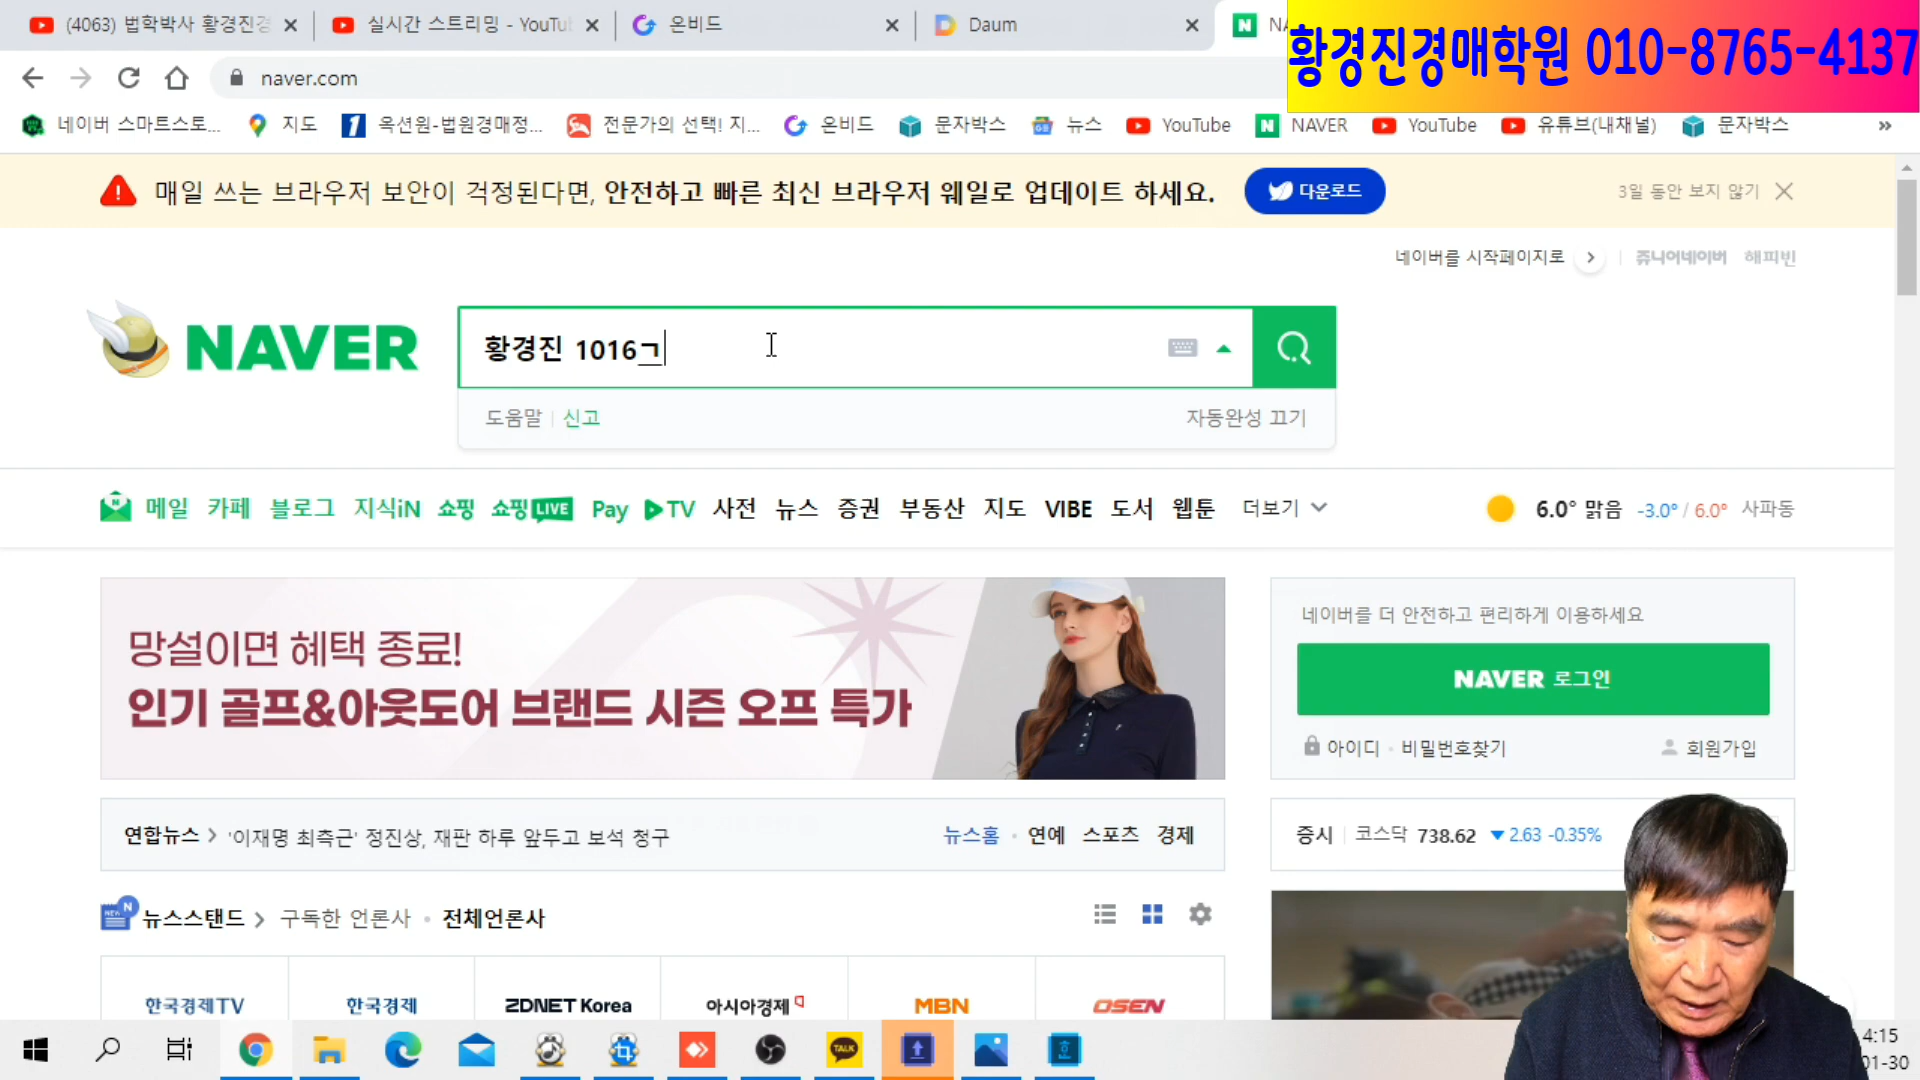 (4063) 법학박사 황경진경
실시간 스트리밍 - YouTu
온비드
Daum
NA
황경진경매학원 010-8765-4137
naver.com
네이버 스마트스토...
지도
옥션원-법원경매정...
전문가의 선택! 지...
온비드
문자박스
뉴스
YouTube
NAVER
YouTube
유튜브(내채널)
문자박스
매일 쓰는 브라우저 보안이 걱정된다면, 안전하고 빠른 최신 브라우저 웨일로 업데이트 하세요.
다운로드
3일 동안 보지 않기
네이버를 시작페이지로
쥬니어네이버 해피빈
NAVER
황경진 1016ㄱ
도움말 신고
자동완성 끄기
메일 카페 블로그 지식iN 쇼핑 쇼핑LIVE Pay TV 사전 뉴스 증권 부동산 지도 VIBE 도서 웹툰 더보기
6.0° 맑음 -3.0° / 6.0° 사파동
망설이면 혜택 종료!
인기 골프&아웃도어 브랜드 시즌 오프 특가
네이버를 더 안전하고 편리하게 이용하세요
NAVER 로그인
아이디 · 비밀번호찾기
회원가입
연합뉴스 > '이재명 최측근' 정진상, 재판 하루 앞두고 보석 청구
뉴스홈 · 연예 스포츠 경제
증시 코스닥 738.62 ▼ 2.63 -0.35%
뉴스스탠드 > 구독한 언론사 · 전체언론사
한국경제TV
한국경제
ZDNET Korea
아시아경제
MBN
OSEN
TALK
4:15
01-30